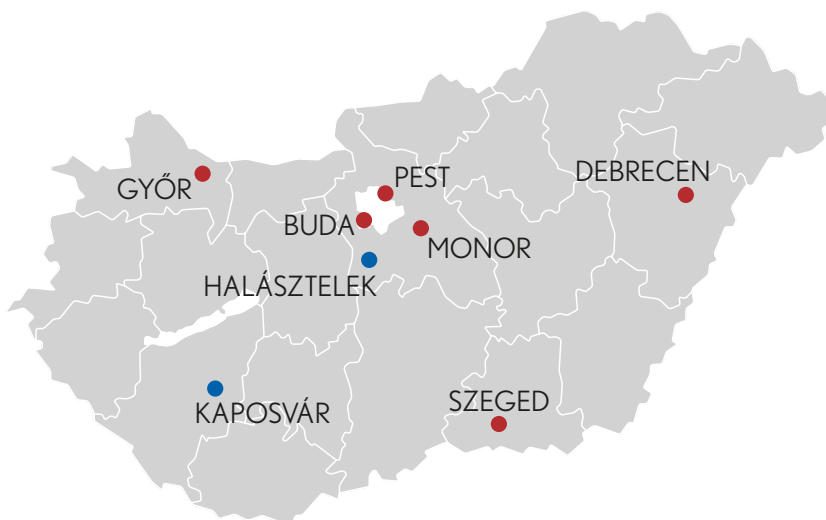 PEST
DEBRECEN
GYŐR
BUDA
MONOR
HALÁSZTELEK
KAPOSVÁR
SZEGED